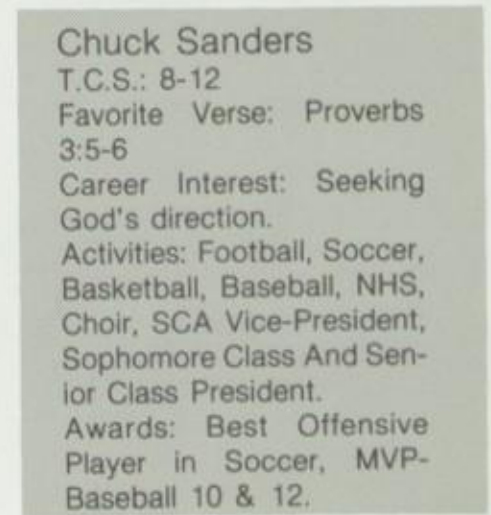 Chuck Sanders
T.C.S.: 8-12
Favorite Verse: Proverbs
3:5-6
Career Interest: Seeking
God's direction.
Activities: Football, Soccer,
Basketball, Baseball, NHS,
Choir, SCA Vice-President,
Sophomore Class And Sen-
ior Class President.
Awards: Best Offensive
Player in Soccer, MVP-
Baseball 10 & 12.